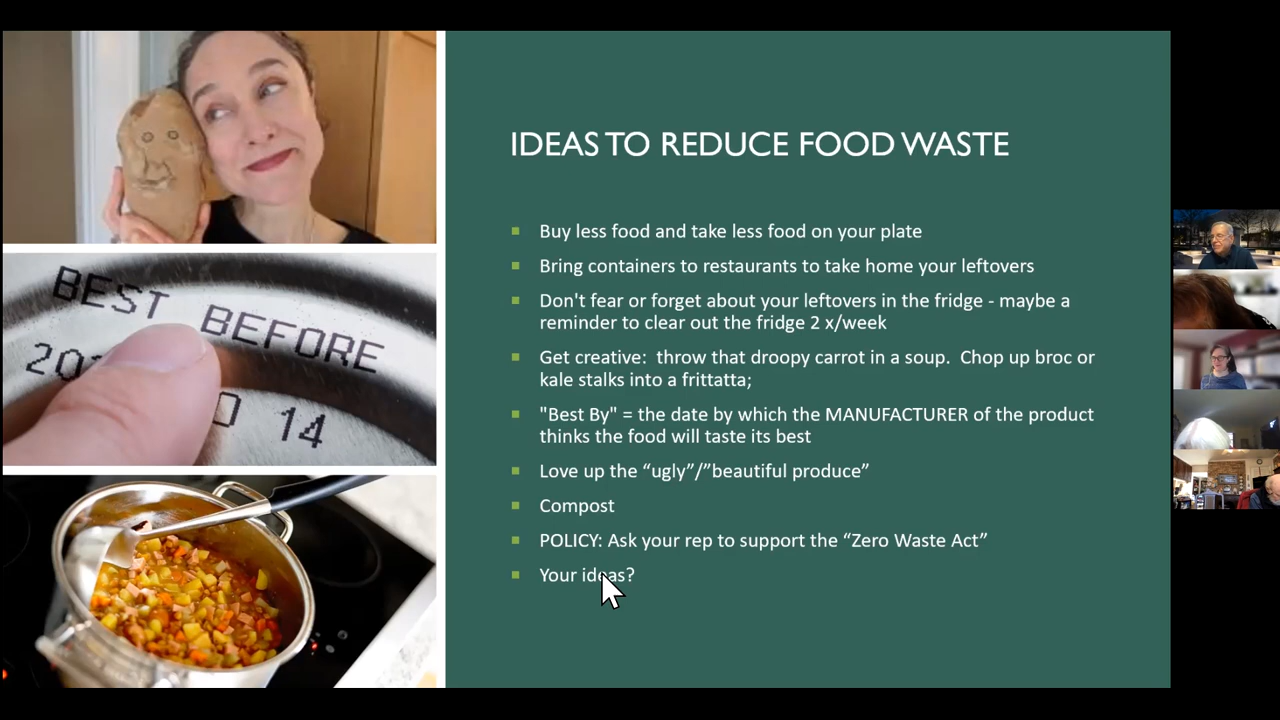 BEST BEFORE
14
IDEAS TO REDUCE FOOD WASTE
Buy less food and take less food on your plate
Bring containers to restaurants to take home your leftovers
Don't fear or forget about your leftovers in the fridge - maybe a
reminder to clear out the fridge 2 x/week
Get creative:  throw that droopy carrot in a soup.  Chop up broc or
kale stalks into a frittatta;
"Best By" = the date by which the MANUFACTURER of the product
thinks the food will taste its best
Love up the “ugly”/”beautiful produce”
Compost
POLICY: Ask your rep to support the “Zero Waste Act”
Your ideas?